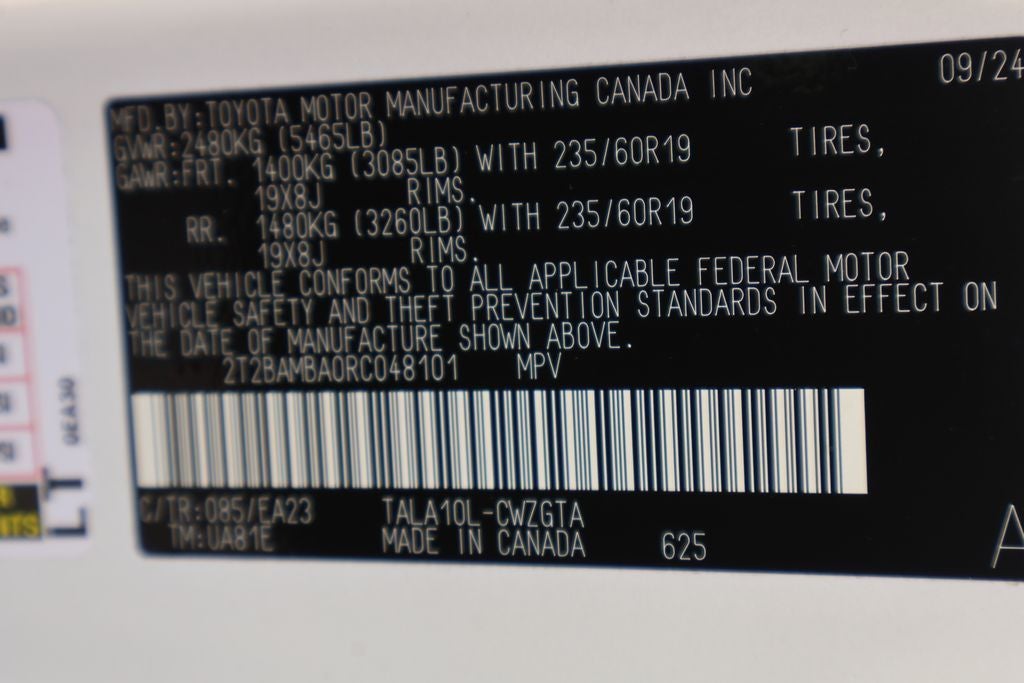 MFD.BY:TOYOTA MOTOR MANUFACTURING CANADA INC 09/24
GVWR:2480KG (5465LB)
GAWR:FRT. 1400KG (3085LB) WITH 235/60R19 TIRES,
19X8J RIMS.
RR. 1480KG (3260LB) WITH 235/60R19 TIRES,
19X8J RIMS.
THIS VEHICLE CONFORMS TO ALL APPLICABLE FEDERAL MOTOR
VEHICLE SAFETY AND THEFT PREVENTION STANDARDS IN EFFECT ON
THE DATE OF MANUFACTURE SHOWN ABOVE.
2T2BAMBA0RC048101 MPV
C/TR:085/EA23 TALA10L-CWZGTA
TM:UA81E MADE IN CANADA 625
A
LT